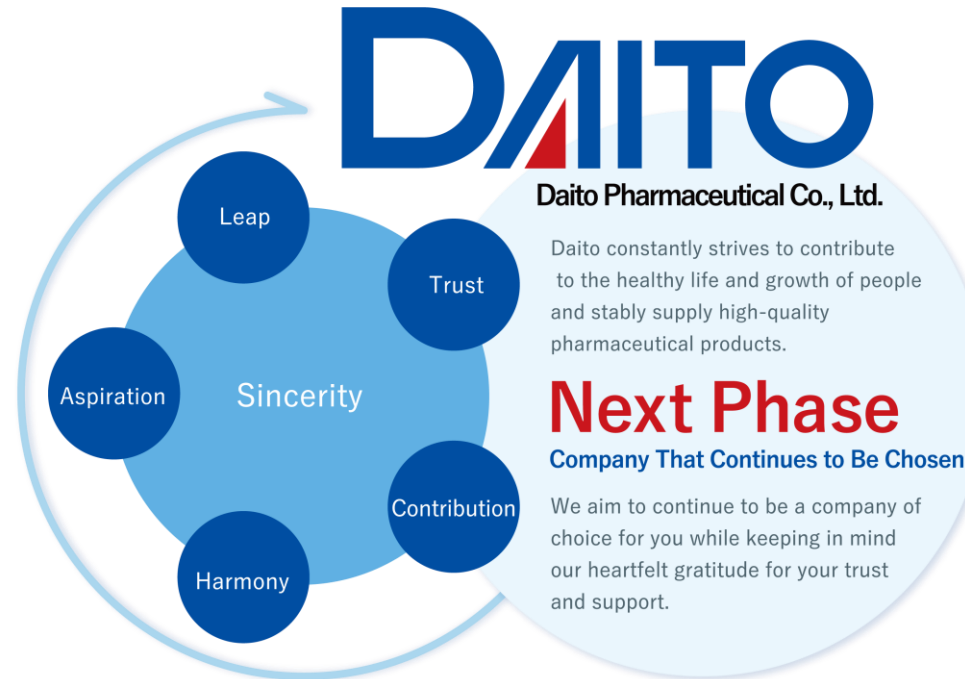 DAITO
Daito Pharmaceutical Co., Ltd.
Leap
Trust
Aspiration
Sincerity
Contribution
Harmony
Daito constantly strives to contribute
to the healthy life and growth of people
and stably supply high-quality
pharmaceutical products.
Next Phase
Company That Continues to Be Chosen
We aim to continue to be a company of
choice for you while keeping in mind
our heartfelt gratitude for your trust
and support.